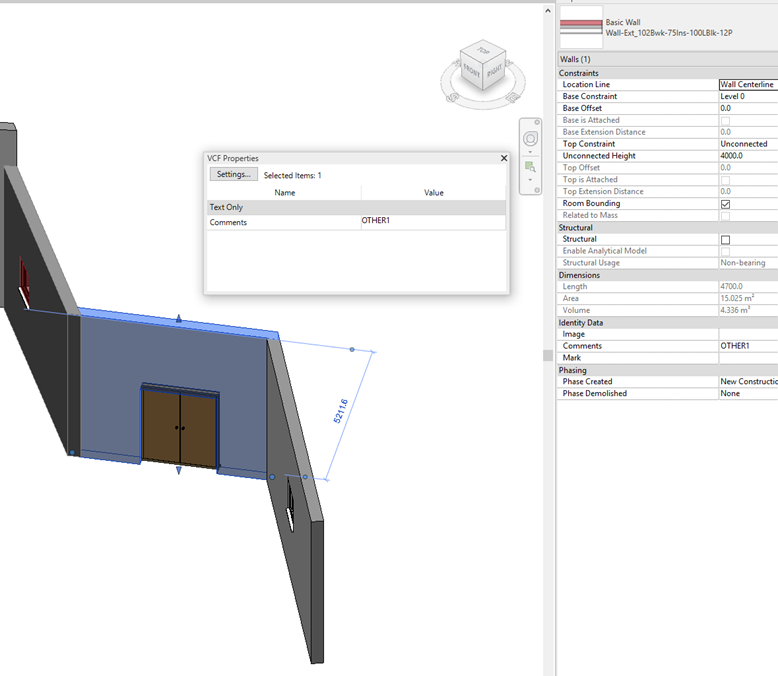 TOP
FRONT
RIGHT
VCF Properties
Settings... Selected Items: 1
Name Value
Text Only
Comments OTHER1
5211.6
Basic Wall
Wall-Ext_102Bwk-75Ins-100LBlk-12P
Walls (1)
Constraints
Location Line Wall Centerline
Base Constraint Level 0
Base Offset 0.0
Base is Attached
Base Extension Distance 0.0
Top Constraint Unconnected
Unconnected Height 4000.0
Top Offset 0.0
Top is Attached
Top Extension Distance 0.0
Room Bounding
Related to Mass
Structural
Structural
Enable Analytical Model
Structural Usage Non-bearing
Dimensions
Length 4700.0
Area 15.025 m²
Volume 4.336 m³
Identity Data
Image
Comments OTHER1
Mark
Phasing
Phase Created New Constructio
Phase Demolished None